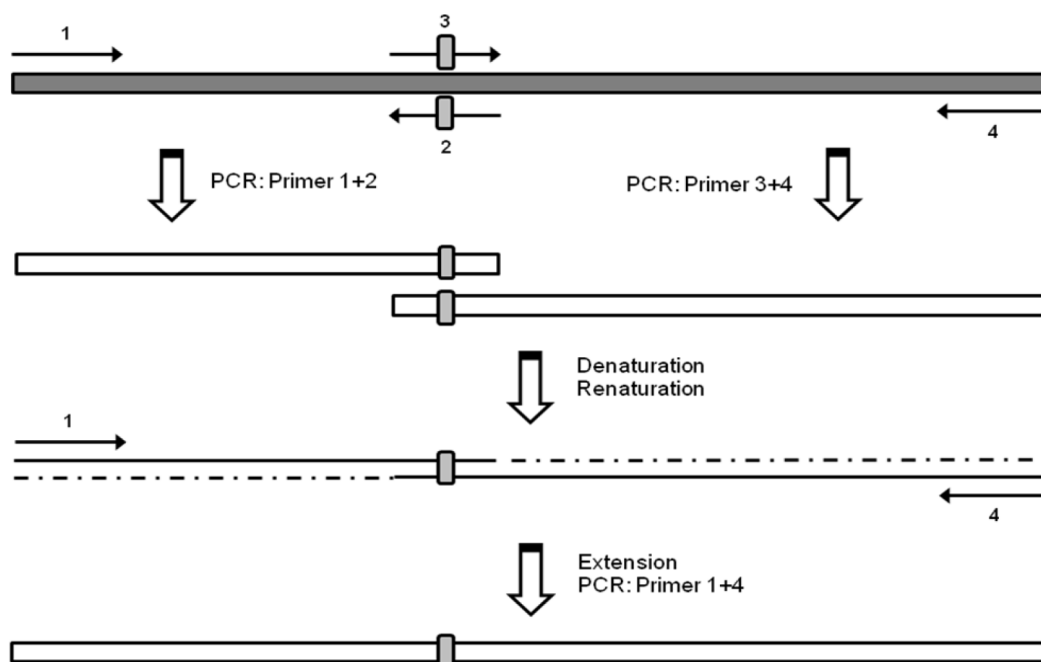 1
3
2
4
PCR: Primer 1+2
PCR: Primer 3+4
Denaturation
Renaturation
1
4
Extension
PCR: Primer 1+4